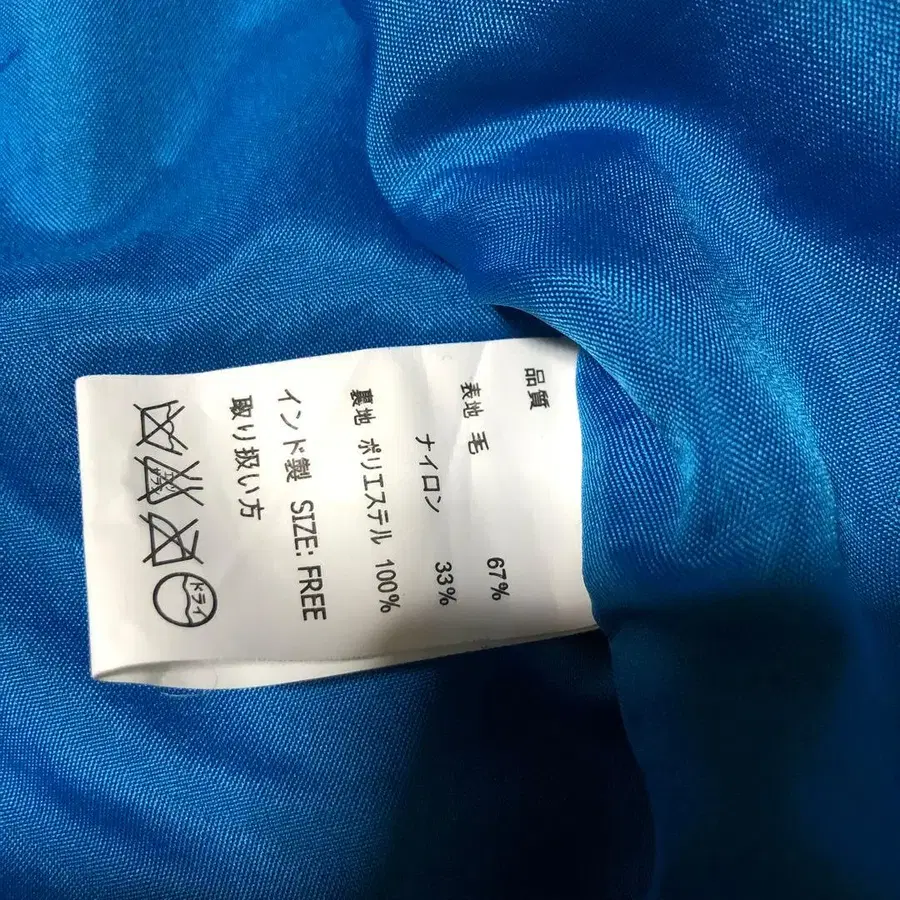 品質
表地 毛 67%
ナイロン 33%
裏地 ポリエステル 100%
インド製 SIZE: FREE
取り扱い方
ドライ